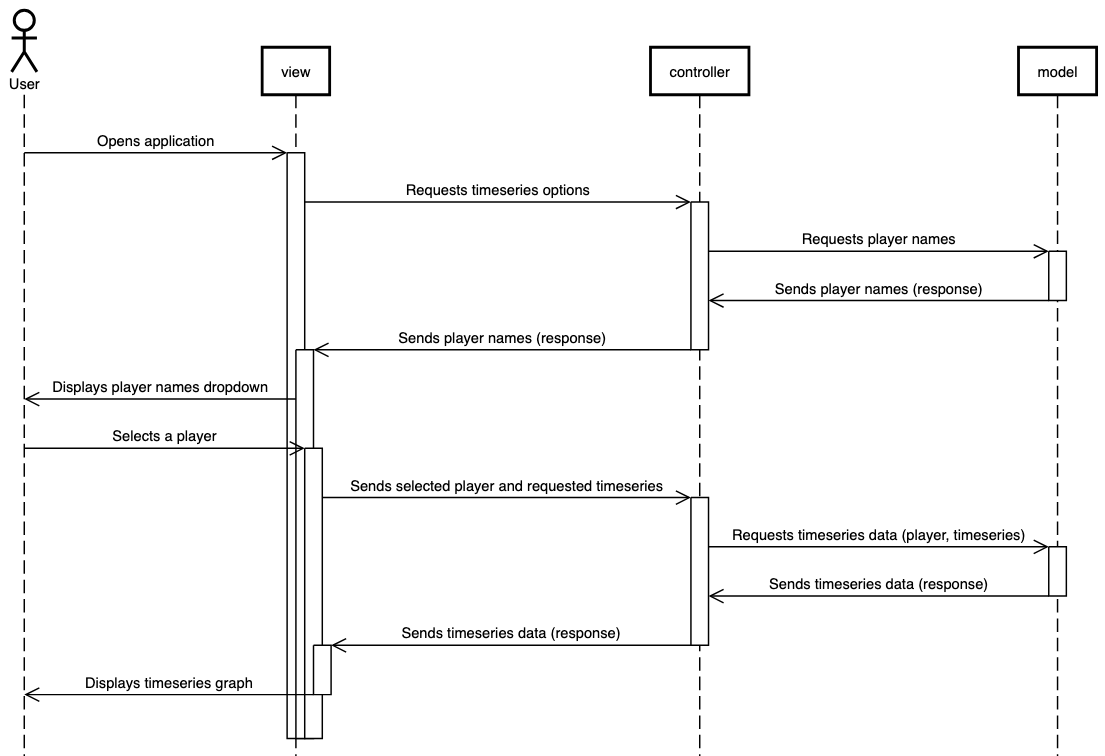 User
view
controller
model
Opens application
Requests timeseries options
Requests player names
Sends player names (response)
Sends player names (response)
Displays player names dropdown
Selects a player
Sends selected player and requested timeseries
Requests timeseries data (player, timeseries)
Sends timeseries data (response)
Sends timeseries data (response)
Displays timeseries graph